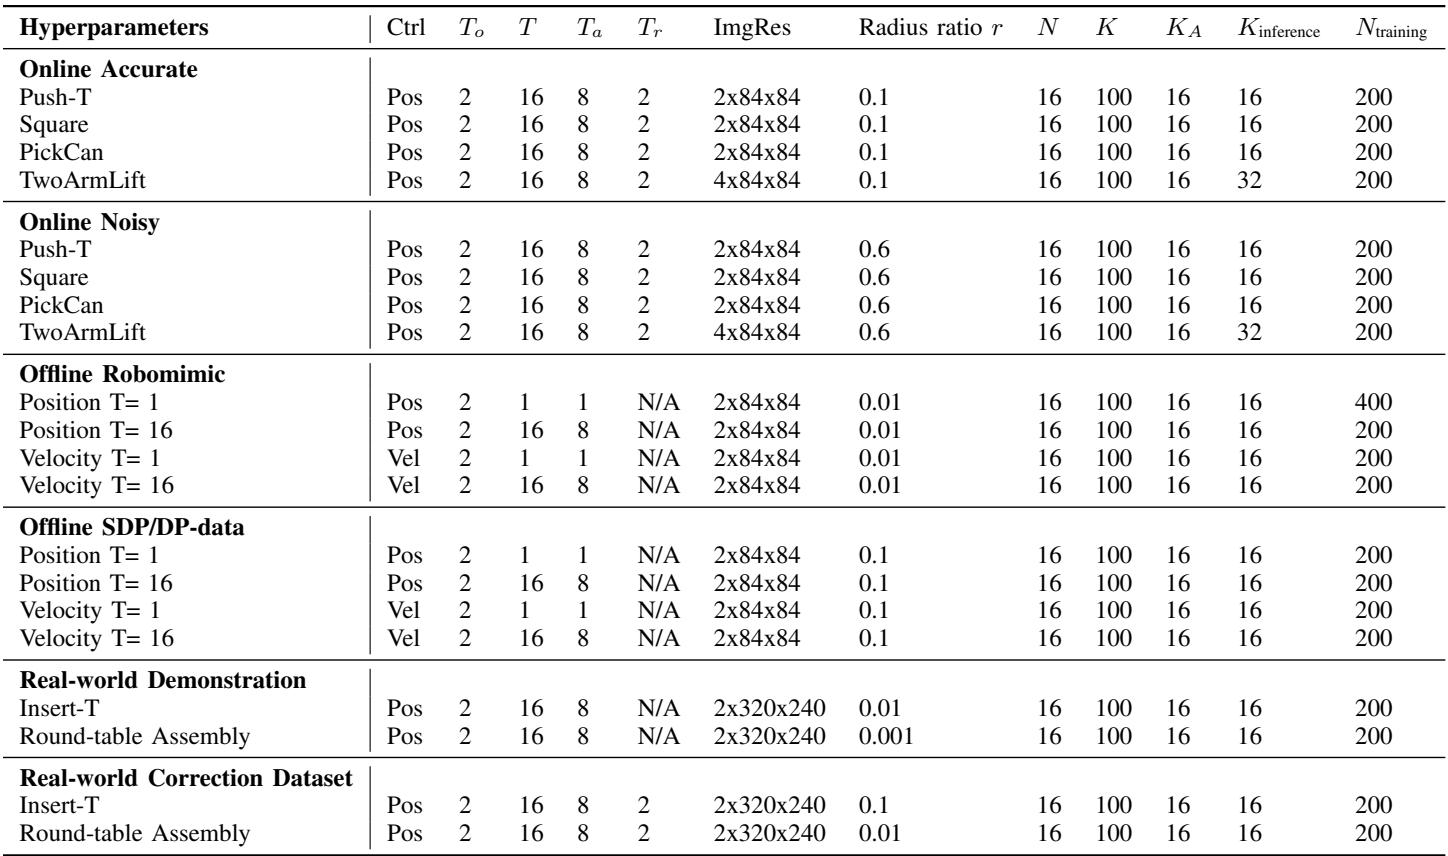 Hyperparameters Ctrl T_o T T_a T_r ImgRes Radius ratio r N K K_A K_inference N_training
Online Accurate
Push-T Pos 2 16 8 2 2x84x84 0.1 16 100 16 16 200
Square Pos 2 16 8 2 2x84x84 0.1 16 100 16 16 200
PickCan Pos 2 16 8 2 2x84x84 0.1 16 100 16 16 200
TwoArmLift Pos 2 16 8 2 4x84x84 0.1 16 100 16 32 200
Online Noisy
Push-T Pos 2 16 8 2 2x84x84 0.6 16 100 16 16 200
Square Pos 2 16 8 2 2x84x84 0.6 16 100 16 16 200
PickCan Pos 2 16 8 2 2x84x84 0.6 16 100 16 16 200
TwoArmLift Pos 2 16 8 2 4x84x84 0.6 16 100 16 32 200
Offline Robomimic
Position T= 1 Pos 2 1 1 N/A 2x84x84 0.01 16 100 16 16 400
Position T= 16 Pos 2 16 8 N/A 2x84x84 0.01 16 100 16 16 200
Velocity T= 1 Vel 2 1 1 N/A 2x84x84 0.01 16 100 16 16 200
Velocity T= 16 Vel 2 16 8 N/A 2x84x84 0.01 16 100 16 16 200
Offline SDP/DP-data
Position T= 1 Pos 2 1 1 N/A 2x84x84 0.1 16 100 16 16 200
Position T= 16 Pos 2 16 8 N/A 2x84x84 0.1 16 100 16 16 200
Velocity T= 1 Vel 2 1 1 N/A 2x84x84 0.1 16 100 16 16 200
Velocity T= 16 Vel 2 16 8 N/A 2x84x84 0.1 16 100 16 16 200
Real-world Demonstration
Insert-T Pos 2 16 8 N/A 2x320x240 0.01 16 100 16 16 200
Round-table Assembly Pos 2 16 8 N/A 2x320x240 0.001 16 100 16 16 200
Real-world Correction Dataset
Insert-T Pos 2 16 8 2 2x320x240 0.1 16 100 16 16 200
Round-table Assembly Pos 2 16 8 2 2x320x240 0.01 16 100 16 16 200